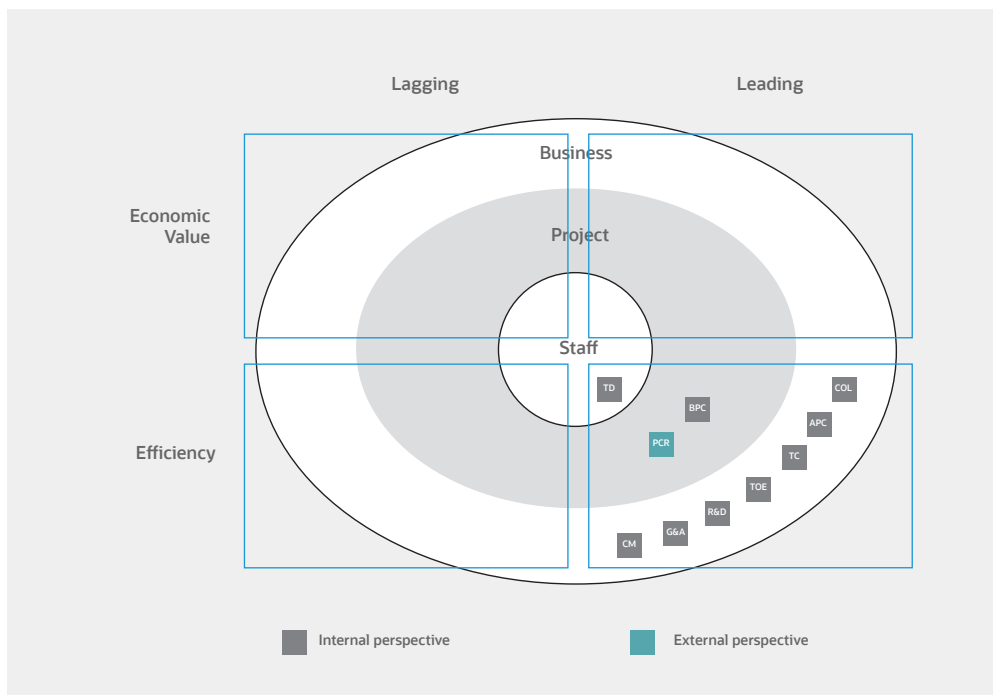 Lagging
Leading
Business
Economic
Value
Project
Staff
TD
COL
BPC
APC
PCR
Efficiency
TC
TOE
R&D
G&A
CM
Internal perspective
External perspective